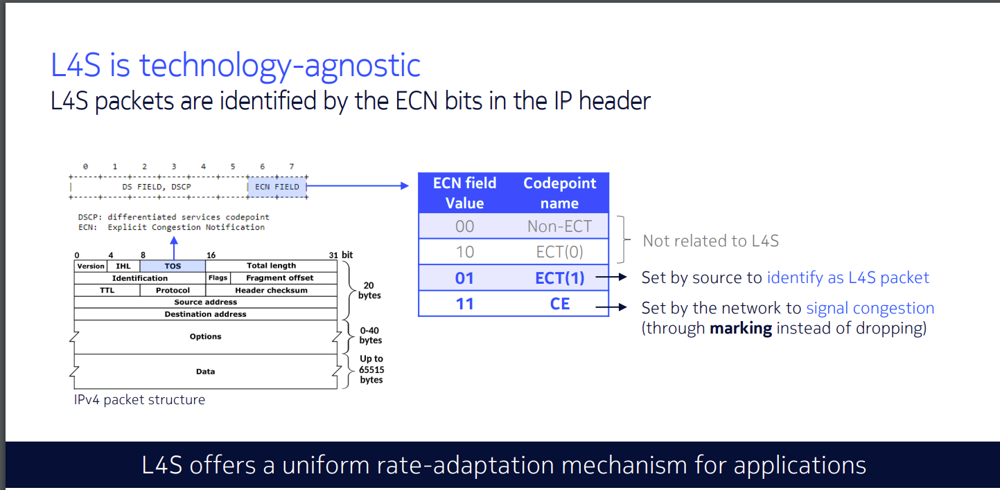 L4S is technology-agnostic
L4S packets are identified by the ECN bits in the IP header
0 1 2 3 4 5 6 7
+-----+-----+-----+-----+-----+-----+-----+-----+
| DS FIELD, DSCP | ECN FIELD |
+-----+-----+-----+-----+-----+-----+-----+-----+
DSCP: differentiated services codepoint
ECN: Explicit Congestion Notification
0 4 8 16 31 bit
Version IHL TOS Total length
Identification Flags Fragment offset
TTL Protocol Header checksum
Source address
Destination address
20
bytes
Options
0-40
bytes
Data
Up to
65515
bytes
IPv4 packet structure
ECN field Codepoint
Value name
00 Non-ECT
10 ECT(0)
01 ECT(1)
11 CE
Not related to L4S
Set by source to identify as L4S packet
Set by the network to signal congestion
(through marking instead of dropping)
L4S offers a uniform rate-adaptation mechanism for applications